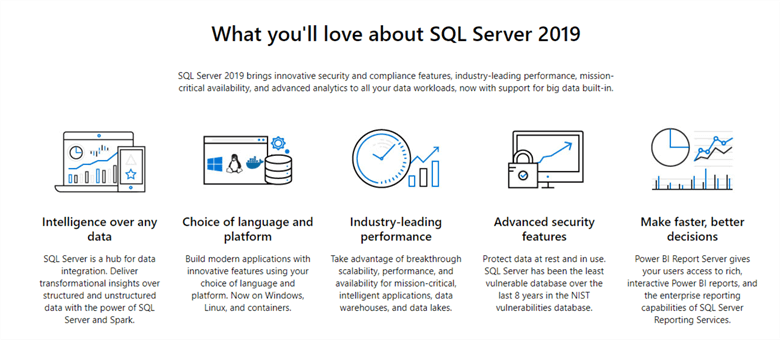 What you'll love about SQL Server 2019
SQL Server 2019 brings innovative security and compliance features, industry-leading performance, mission-
critical availability, and advanced analytics to all your data workloads, now with support for big data built-in.
Intelligence over any
data
SQL Server is a hub for data
integration. Deliver
transformational insights over
structured and unstructured
data with the power of SQL
Server and Spark.
Choice of language and
platform
Build modern applications with
innovative features using your
choice of language and
platform. Now on Windows,
Linux, and containers.
Industry-leading
performance
Take advantage of breakthrough
scalability, performance, and
availability for mission-critical,
intelligent applications, data
warehouses, and data lakes.
Advanced security
features
Protect data at rest and in use.
SQL Server has been the least
vulnerable database over the
last 8 years in the NIST
vulnerabilities database.
Make faster, better
decisions
Power BI Report Server gives
your users access to rich,
interactive Power BI reports, and
the enterprise reporting
capabilities of SQL Server
Reporting Services.